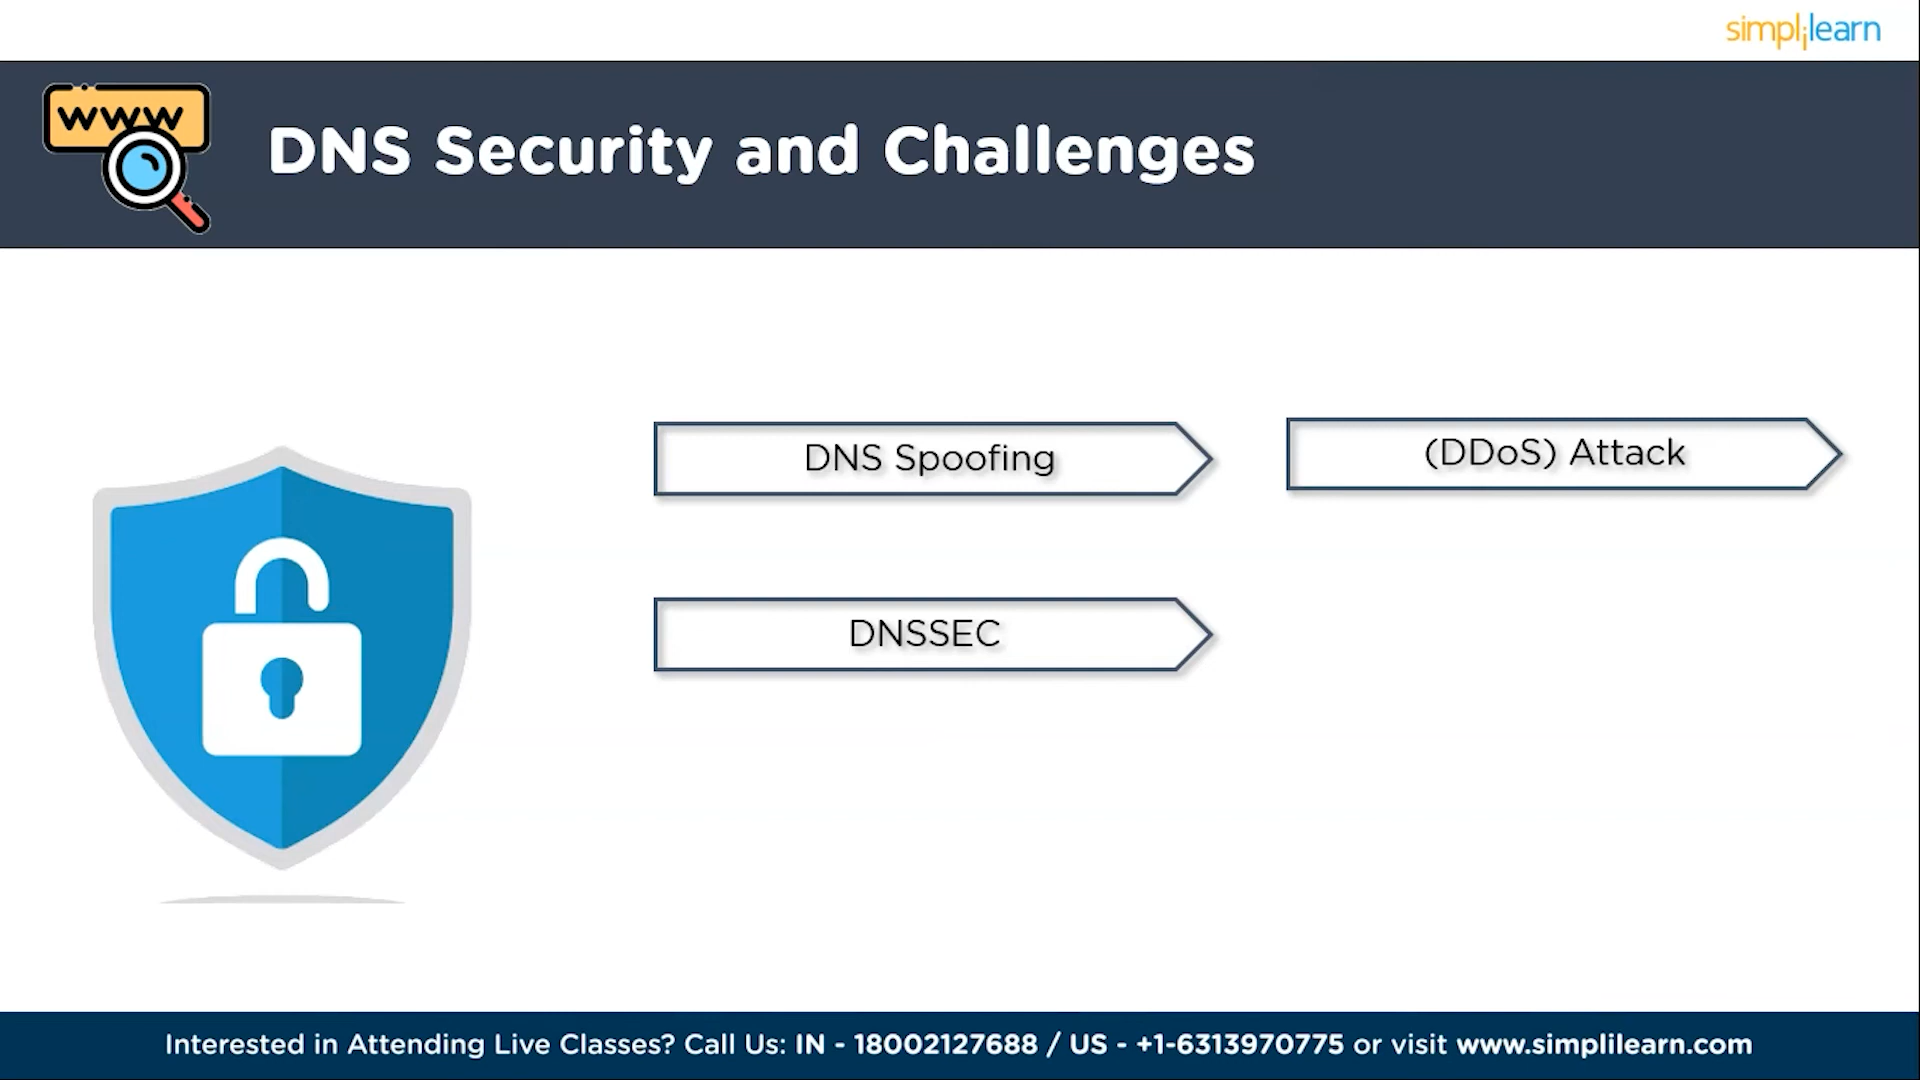 simplilearn
www
DNS Security and Challenges
DNS Spoofing
(DDoS) Attack
DNSSEC
Interested in Attending Live Classes? Call Us: IN - 18002127688 / US - +1-6313970775 or visit www.simplilearn.com